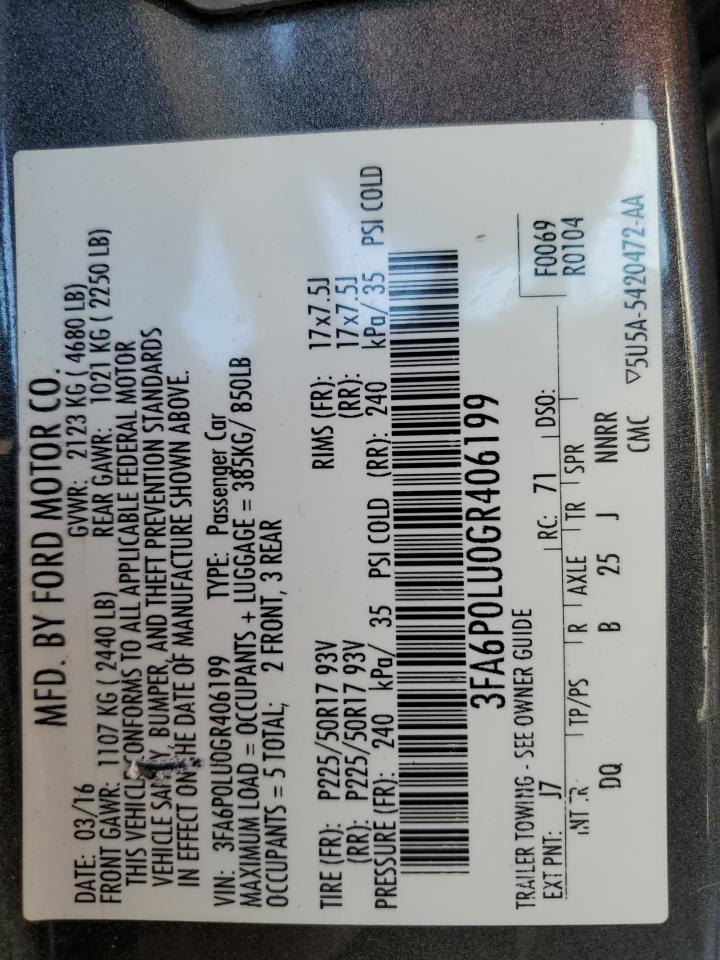 MFD. BY FORD MOTOR CO.
DATE: 03/16 GVWR: 2123 KG ( 4680 LB)
FRONT GAWR: 1107 KG ( 2440 LB) REAR GAWR: 1021 KG ( 2250 LB)
THIS VEHICLE CONFORMS TO ALL APPLICABLE FEDERAL MOTOR
VEHICLE BUMPER, AND THEFT PREVENTION STANDARDS
IN EFFECT ON THE DATE OF MANUFACTURE SHOWN ABOVE.
VIN: 3FA6P0LU0GR406199 TYPE: Passenger Car
MAXIMUM LOAD = OCCUPANTS + LUGGAGE = 385KG/ 850LB
OCCUPANTS = 5 TOTAL; 2 FRONT, 3 REAR
TIRE (FR): P225/50R17 93V RIMS (FR): 17x7.5J
(RR): P225/50R17 93V (RR): 17x7.5J
PRESSURE (FR): 240 kPa/ 35 PSI COLD (RR): 240 kPa/ 35 PSI COLD
3FA6P0LU0GR406199
TRAILER TOWING - SEE OWNER GUIDE
EXT PNT: J7 RC: 71 DSO: F0069
TP/PS R AXLE TR SPR R0104
DQ B 25 J NNRR
CMC ▽5U5A-5420472-AA